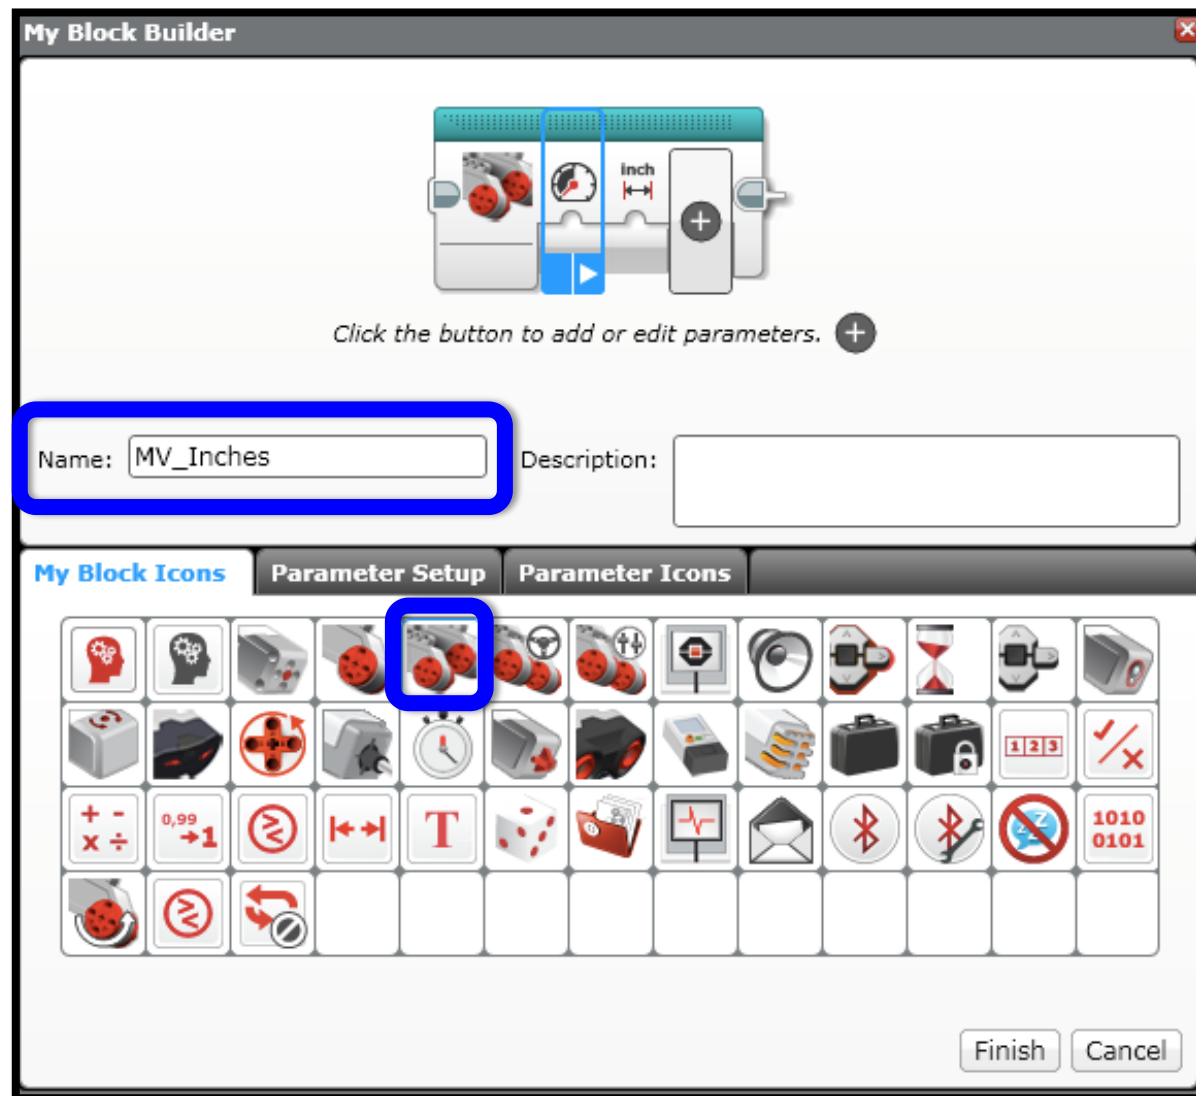 My Block Builder
inch
Click the button to add or edit parameters.
Name: MV_Inches Description:
My Block Icons Parameter Setup Parameter Icons
1 2 3
+ -
x ÷
0,99
→1
T
z Z
1010
0101
Finish Cancel